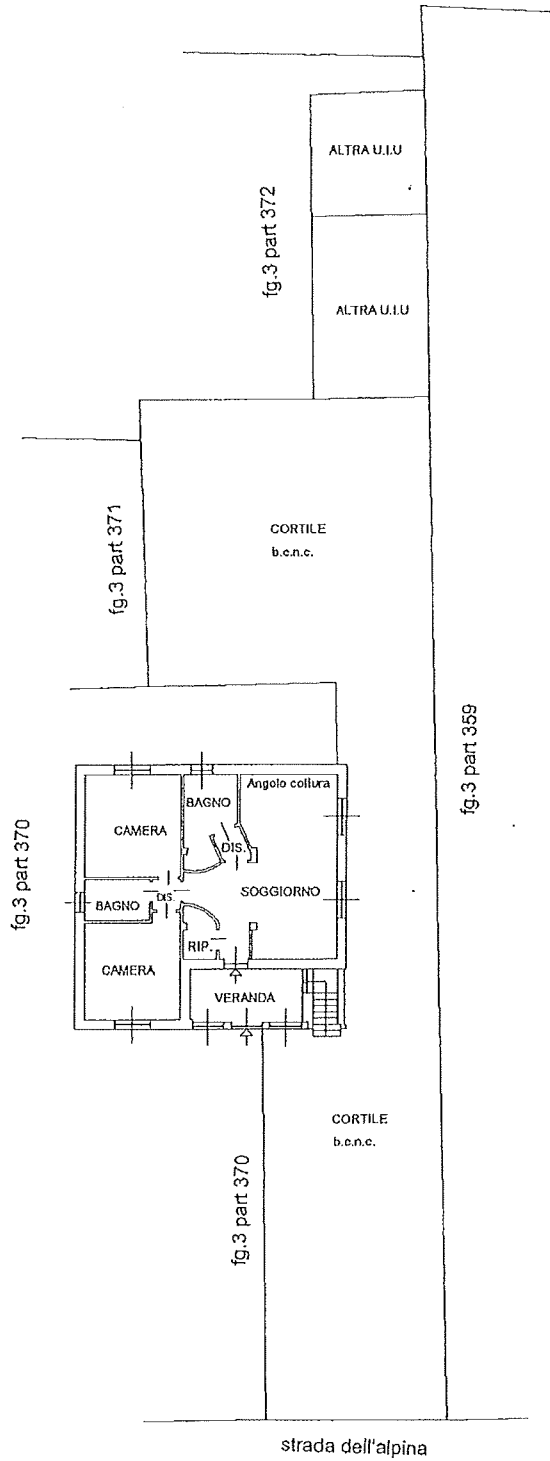 ALTRA U.I.U
fg.3 part 372
ALTRA U.I.U
fg.3 part 371
CORTILE
b.c.n.c.
fg.3 part 359
Angolo cottura
BAGNO
CAMERA
DIS.
fg.3 part 370
SOGGIORNO
DIS.
BAGNO
RIP.
CAMERA
VERANDA
CORTILE
b.c.n.c.
fg.3 part 370
strada dell'alpina